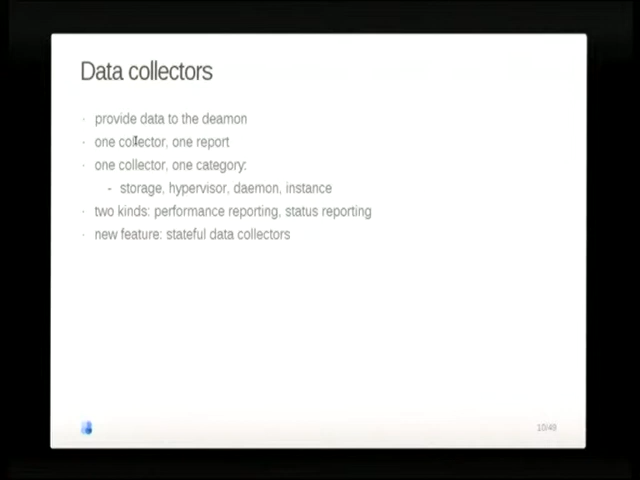 Data collectors
· provide data to the deamon
· one collector, one report
· one collector, one category:
- storage, hypervisor, daemon, instance
· two kinds: performance reporting, status reporting
· new feature: stateful data collectors
10/49